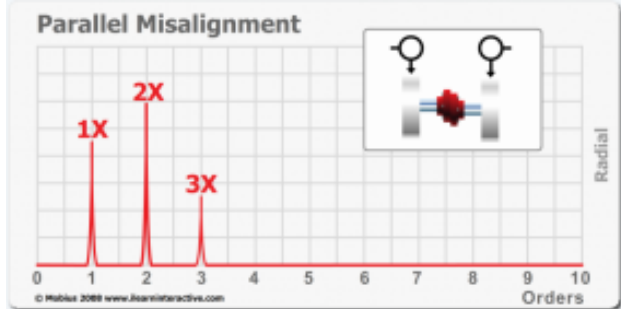 Parallel Misalignment
2X
1X
3X
Radial
0 1 2 3 4 5 6 7 8 9 10
© Mobius 2008 www.ilearninteractive.com
Orders